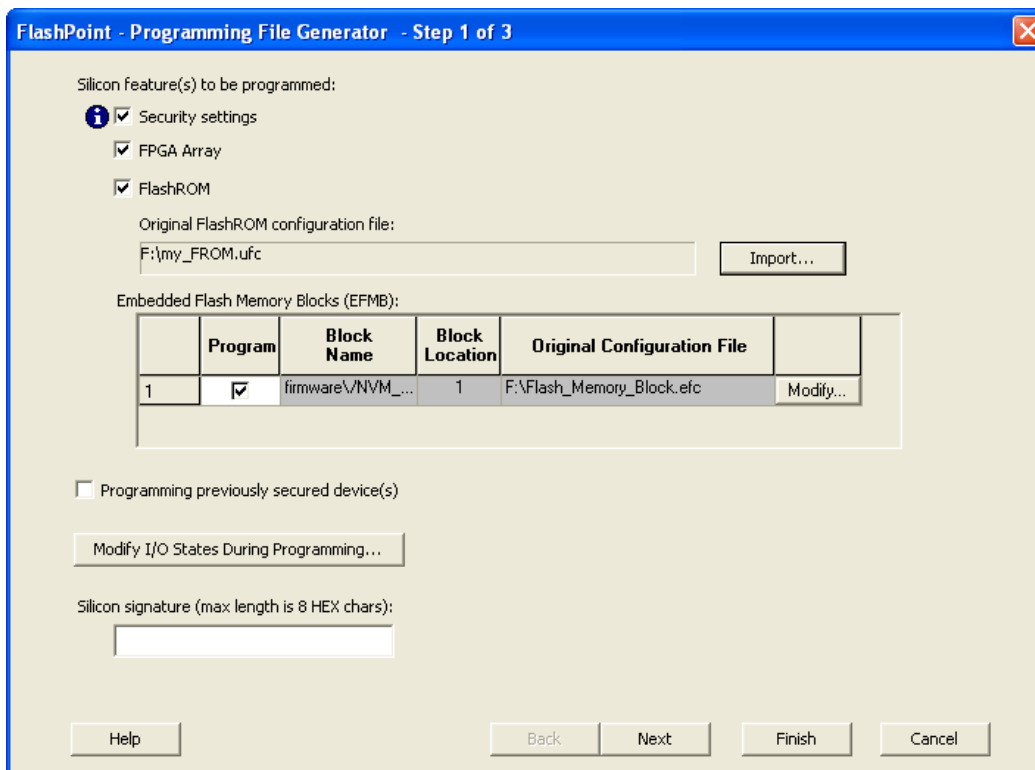 FlashPoint - Programming File Generator - Step 1 of 3
Silicon feature(s) to be programmed:
Security settings
FPGA Array
FlashROM
Original FlashROM configuration file:
F:\my_FROM.ufc
Import...
Embedded Flash Memory Blocks (EFMB):
Program Block Name Block Location Original Configuration File
1 firmware\/NVM_... 1 F:\Flash_Memory_Block.efc Modify...
Programming previously secured device(s)
Modify I/O States During Programming...
Silicon signature (max length is 8 HEX chars):
Help Back Next Finish Cancel